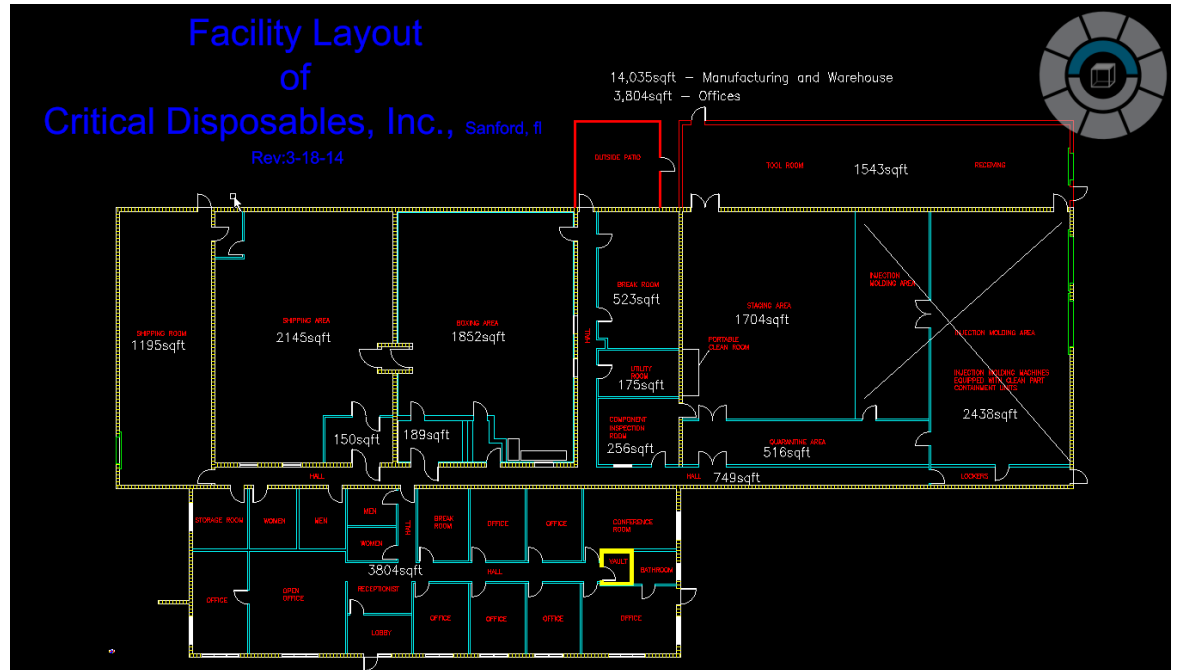 Facility Layout
of
Critical Disposables, Inc., Sanford, fl
Rev:3-18-14
14,035sqft - Manufacturing and Warehouse
3,804sqft - Offices
OUTSIDE PATIO
TOOL ROOM
1543sqft
RECEIVING
SHIPPING ROOM
1195sqft
SHIPPING AREA
2145sqft
BOXING AREA
1852sqft
HALL
BREAK ROOM
523sqft
STAGING AREA
1704sqft
PORTABLE
CLEAN ROOM
INJECTION
MOLDING AREA
INJECTION MOLDING AREA
INJECTION MOLDING MACHINES
EQUIPPED WITH CLEAN PART
CONTAINMENT UNITS
2438sqft
UTILITY
ROOM
175sqft
COMPONENT
INSPECTION
ROOM
256sqft
150sqft
189sqft
QUARANTINE AREA
516sqft
HALL
HALL
749sqft
LOCKERS
STORAGE ROOM
WOMEN
MEN
MEN
WOMEN
HALL
BREAK
ROOM
OFFICE
OFFICE
CONFERENCE
ROOM
3804sqft
HALL
VAULT
BATHROOM
OFFICE
OPEN
OFFICE
RECEPTIONIST
LOBBY
OFFICE
OFFICE
OFFICE
OFFICE